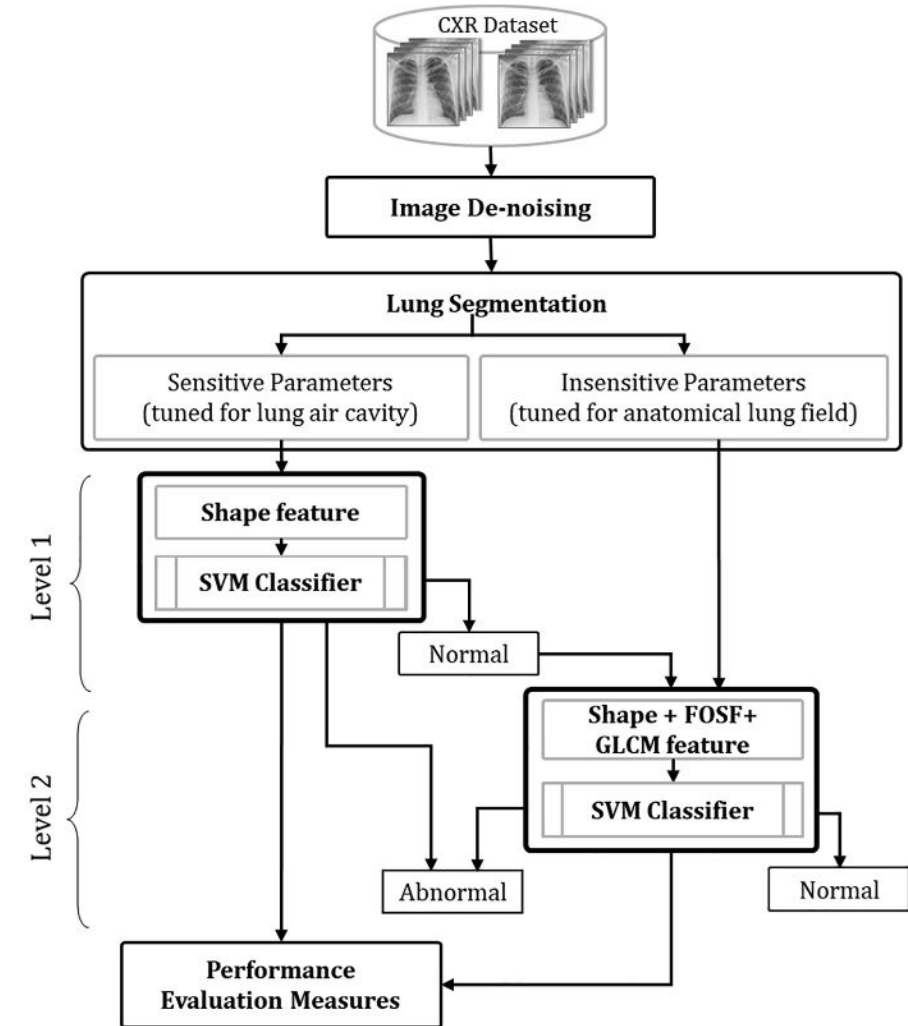 CXR Dataset
Image De-noising
Lung Segmentation
Sensitive Parameters
(tuned for lung air cavity)
Insensitive Parameters
(tuned for anatomical lung field)
Level 1
Shape feature
SVM Classifier
Normal
Level 2
Shape + FOSF+
GLCM feature
SVM Classifier
Abnormal
Normal
Performance
Evaluation Measures